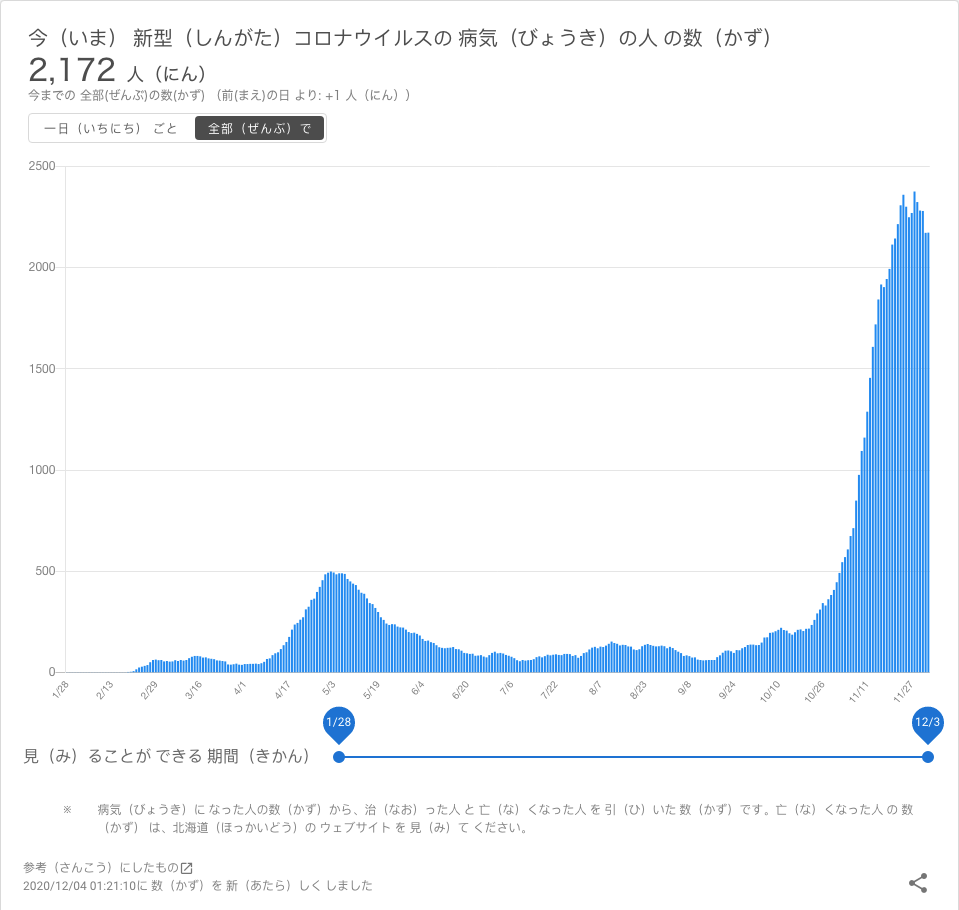 今（いま） 新型（しんがた）コロナウイルスの 病気（びょうき）の人 の数（かず）
2,172 人（にん）
今までの 全部(ぜんぶ)の数(かず) （前(まえ)の日 より: +1 人（にん））
一日（いちにち） ごと 全部（ぜんぶ）で
2500
2000
1500
1000
500
0
1/28 2/13 2/29 3/16 4/1 4/17 5/3 5/19 6/4 6/20 7/6 7/22 8/7 8/23 9/8 9/24 10/10 10/26 11/11 11/27
1/28 12/3
見（み）ることが できる 期間（きかん）
※ 病気（びょうき）に なった人の数（かず）から、治（なお）った人 と 亡（な）くなった人 を 引（ひ）いた 数（かず）です。亡（な）くなった人 の 数
（かず） は、北海道（ほっかいどう）の ウェブサイト を 見（み）て ください。
参考（さんこう）にしたもの
2020/12/04 01:21:10に 数（かず）を 新（あたら）しく しました